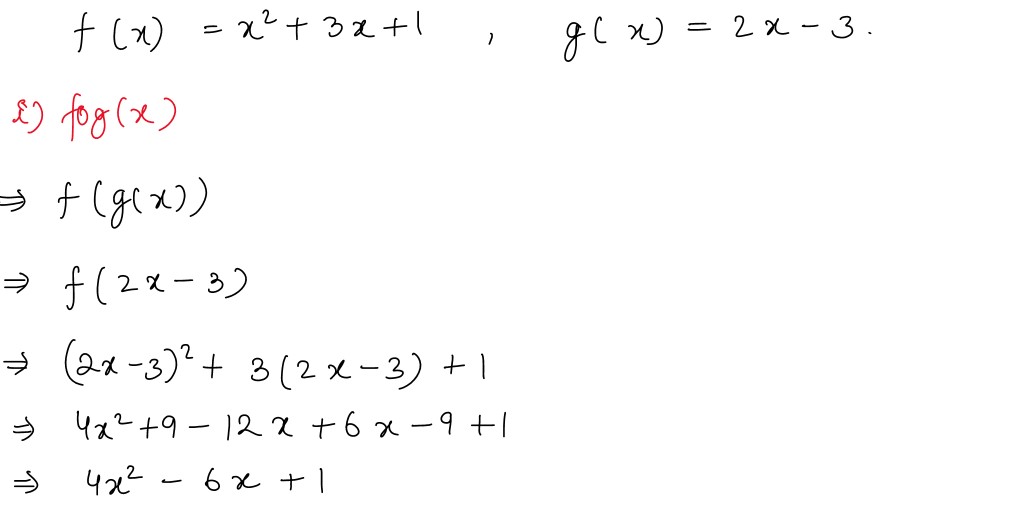 f(x) = x² + 3x + 1 , g(x) = 2x - 3.
i) fog(x)
⇒ f(g(x))
⇒ f(2x - 3)
⇒ (2x - 3)² + 3(2x - 3) + 1
⇒ 4x² + 9 - 12x + 6x - 9 + 1
⇒ 4x² - 6x + 1